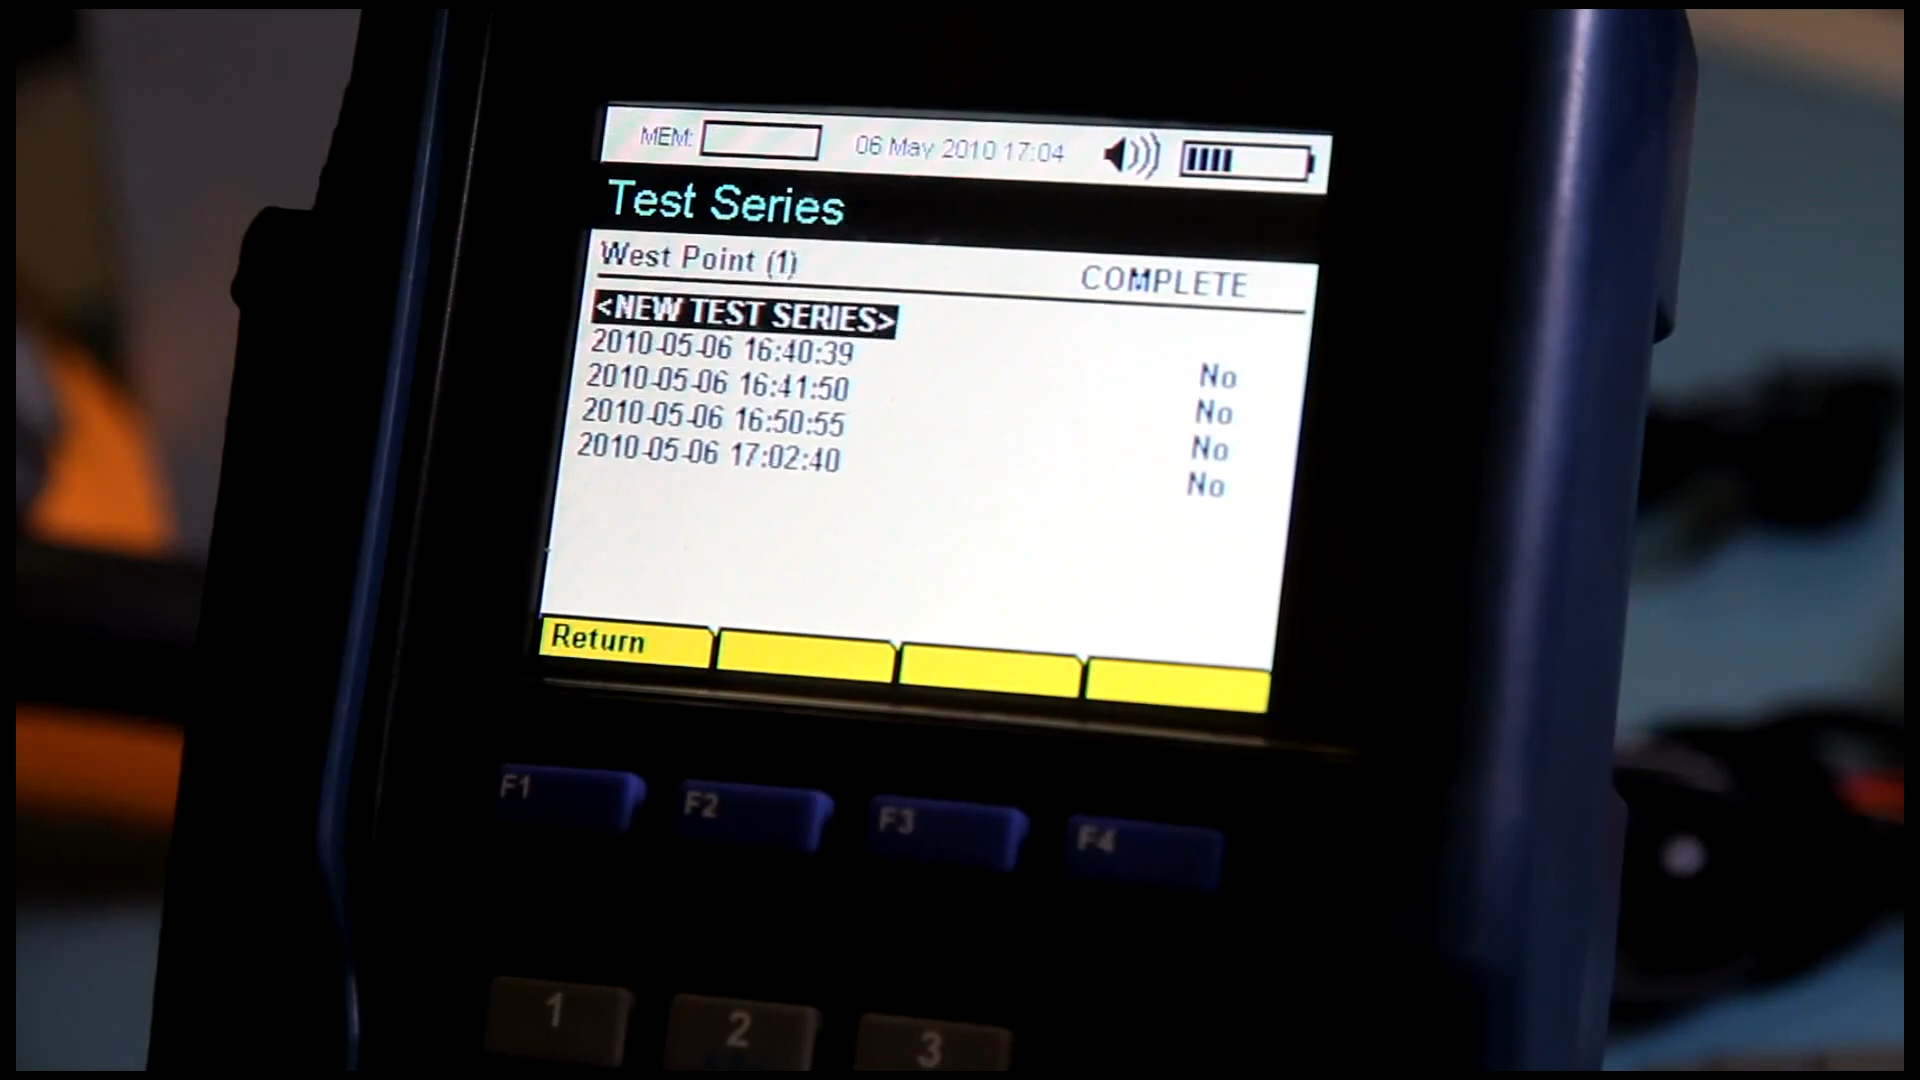 MEM: 06 May 2010 17:04
Test Series
West Point (1) COMPLETE
<NEW TEST SERIES>
2010-05-06 16:40:39 No
2010-05-06 16:41:50 No
2010-05-06 16:50:55 No
2010-05-06 17:02:40 No
Return
F1 F2 F3 F4
1 2 3